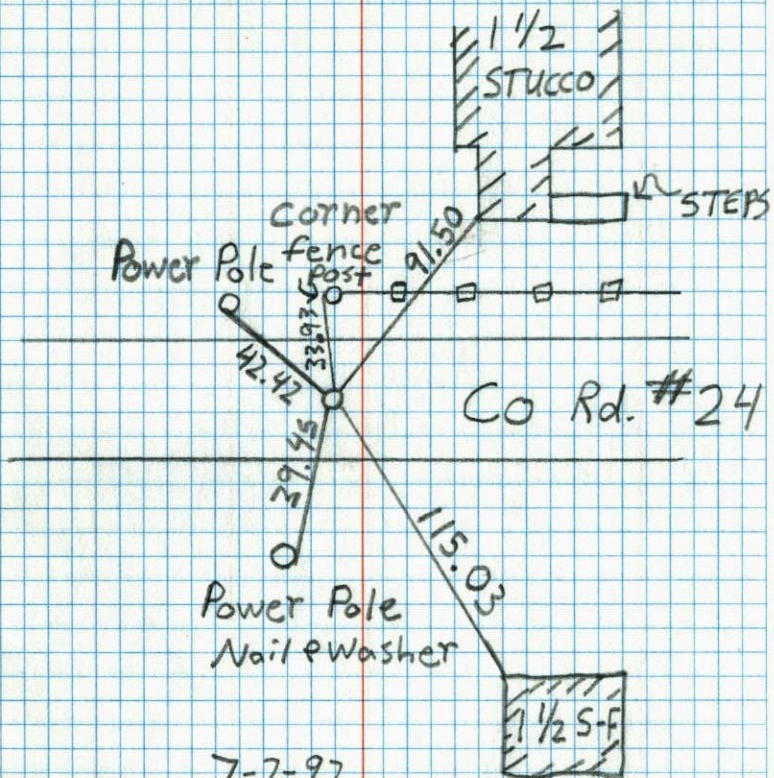 1 1/2
STUCCO
STEPS
Corner
fence
Post
Power Pole
91.50
33.93
42.42
Co Rd. #24
39.45
115.03
Power Pole
Nail & Washer
1 1/2 S-F